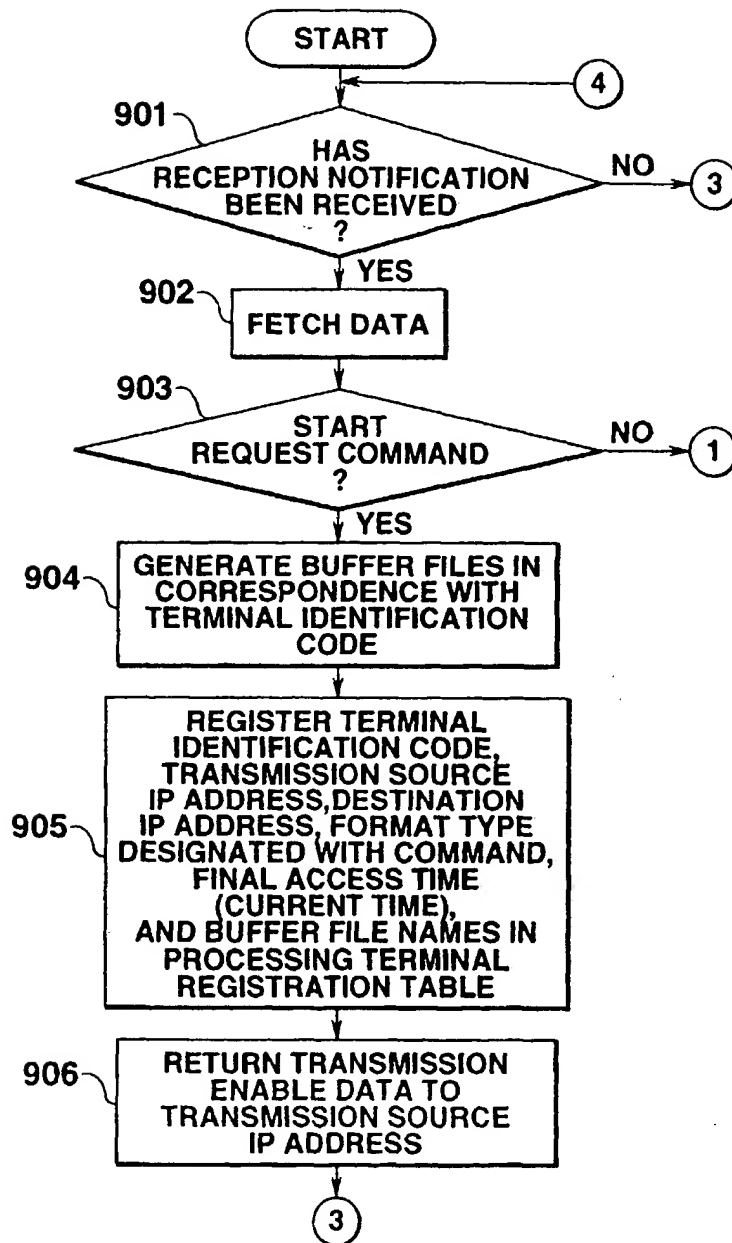 START
4
901
HAS
RECEPTION NOTIFICATION
BEEN RECEIVED
?
NO
3
YES
902
FETCH DATA
903
START
REQUEST COMMAND
?
NO
1
YES
904
GENERATE BUFFER FILES IN
CORRESPONDENCE WITH
TERMINAL IDENTIFICATION
CODE
905
REGISTER TERMINAL
IDENTIFICATION CODE,
TRANSMISSION SOURCE
IP ADDRESS,DESTINATION
IP ADDRESS, FORMAT TYPE
DESIGNATED WITH COMMAND,
FINAL ACCESS TIME
(CURRENT TIME),
AND BUFFER FILE NAMES IN
PROCESSING TERMINAL
REGISTRATION TABLE
906
RETURN TRANSMISSION
ENABLE DATA TO
TRANSMISSION SOURCE
IP ADDRESS
3